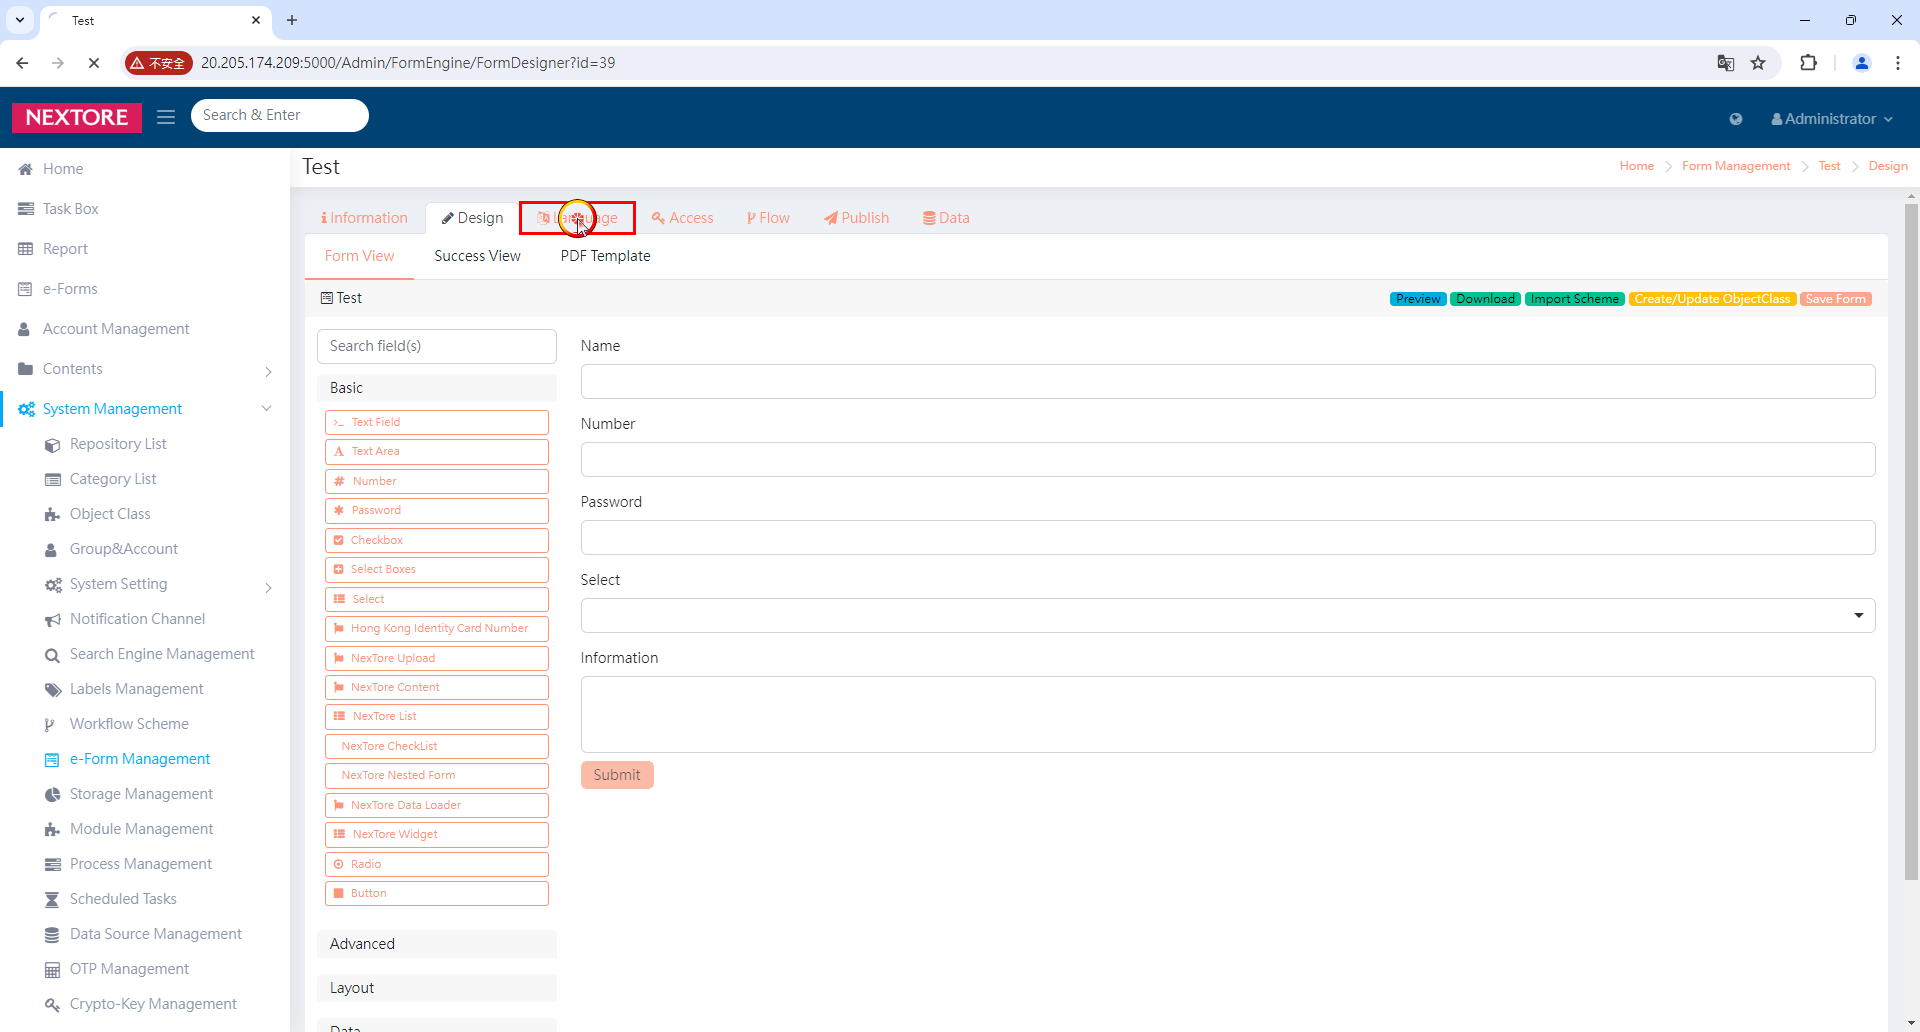 Test
不安全
20.205.174.209:5000/Admin/FormEngine/FormDesigner?id=39
NEXTORE
Search & Enter
Administrator
Home
Task Box
Report
e-Forms
Account Management
Contents
System Management
Repository List
Category List
Object Class
Group&Account
System Setting
Notification Channel
Search Engine Management
Labels Management
Workflow Scheme
e-Form Management
Storage Management
Module Management
Process Management
Scheduled Tasks
Data Source Management
OTP Management
Crypto-Key Management
Test
Home Form Management Test Design
Information Design Language Access Flow Publish Data
Form View Success View PDF Template
Test
Preview Download Import Scheme Create/Update ObjectClass Save Form
Search field(s)
Basic
Text Field
Text Area
Number
Password
Checkbox
Select Boxes
Select
Hong Kong Identity Card Number
NexTore Upload
NexTore Content
NexTore List
NexTore CheckList
NexTore Nested Form
NexTore Data Loader
NexTore Widget
Radio
Button
Advanced
Layout
Data
Name
Number
Password
Select
Information
Submit